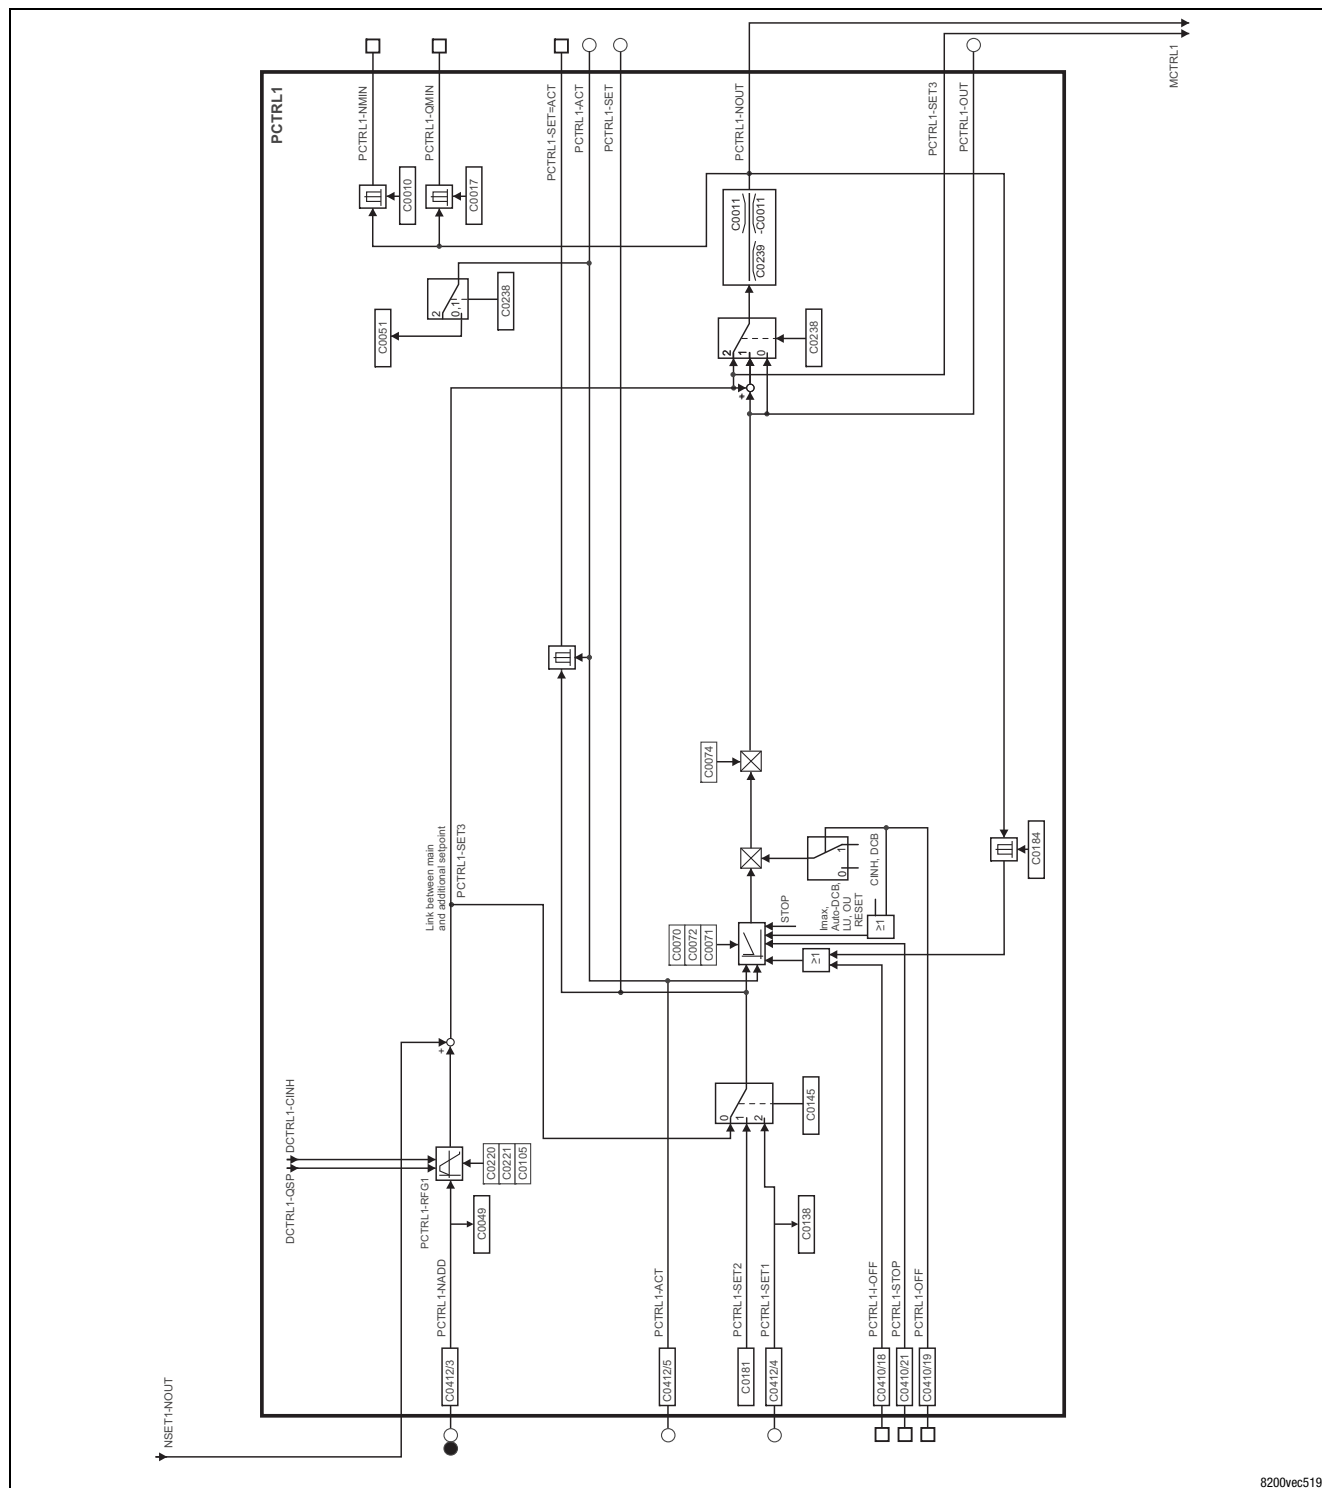 PCTRL1
PCTRL1-NMIN
PCTRL1-QMIN
PCTRL1-SET=ACT
PCTRL1-ACT
PCTRL1-SET
PCTRL1-NOUT
PCTRL1-SET3
PCTRL1-OUT
MCTRL1
C0010
C0017
C0011
-C0011
C0239
C0238
2
0,1
C0051
C0238
2
1
0
+
C0074
Link between main
and additional setpoint
PCTRL1-SET3
C0070
C0072
C0071
STOP
Imax,
Auto-DCB,
LU, OU
RESET
0
1
CINH, DCB
≥1
≥1
C0184
+
DCTRL1-QSP
DCTRL1-CINH
PCTRL1-RFG1
C0220
C0221
C0105
C0049
0
1
2
C0145
C0138
PCTRL1-NADD
PCTRL1-ACT
PCTRL1-SET2
PCTRL1-SET1
PCTRL1-I-OFF
PCTRL1-STOP
PCTRL1-OFF
C0412/3
C0412/5
C0181
C0412/4
C0410/18
C0410/21
C0410/19
NSET1-NOUT
8200vec519